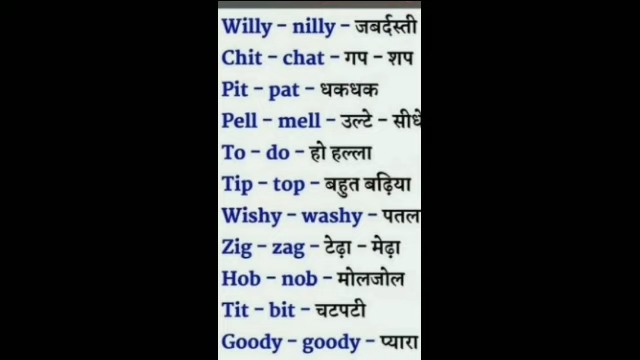 Willy - nilly - जबर्दस्ती
Chit - chat - गप - शप
Pit - pat - धकधक
Pell - mell - उल्टे - सीधे
To - do - हो हल्ला
Tip - top - बहुत बढ़िया
Wishy - washy - पतल
Zig - zag - टेढ़ा - मेढ़ा
Hob - nob - मोलजोल
Tit - bit - चटपटी
Goody - goody - प्यारा